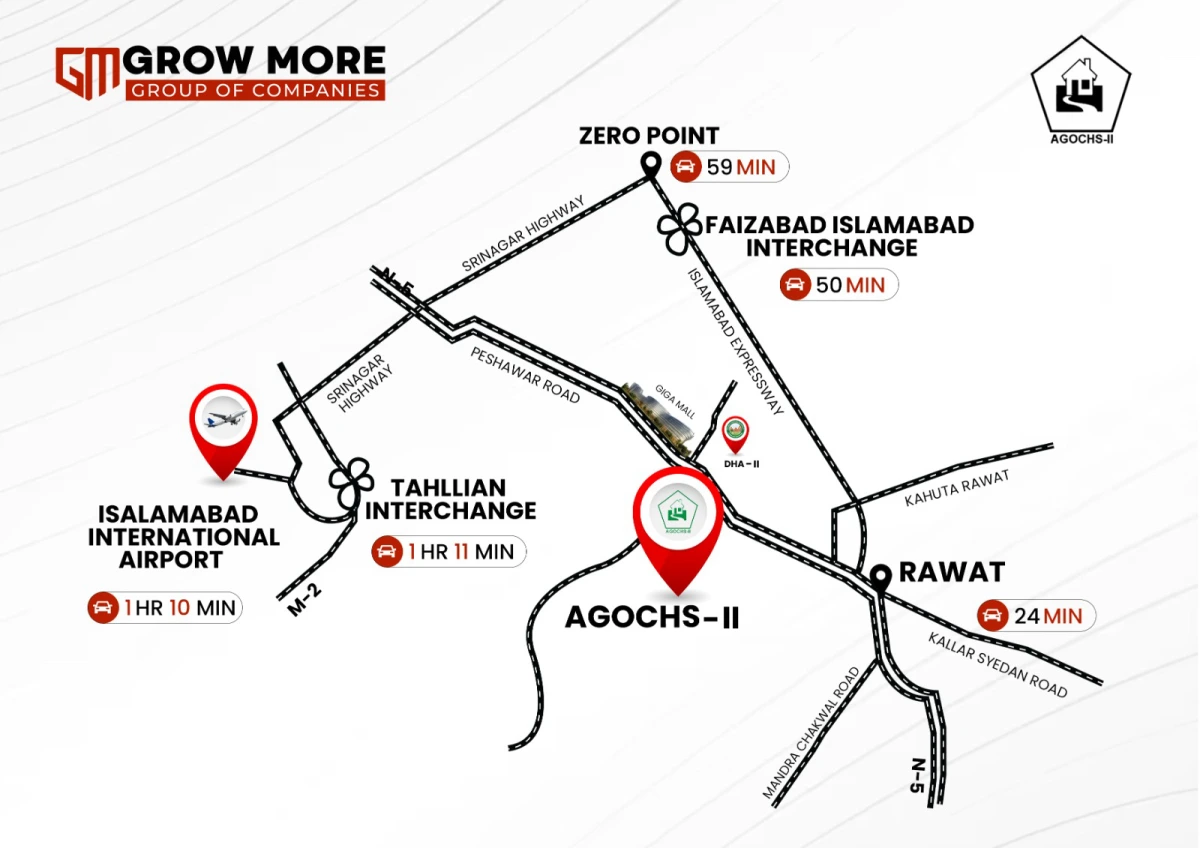 GM GROW MORE
GROUP OF COMPANIES
AGOCHS-II
ZERO POINT
59 MIN
SRINAGAR HIGHWAY
FAIZABAD ISLAMABAD
INTERCHANGE
50 MIN
N-5
ISLAMABAD EXPRESSWAY
SRINAGAR
HIGHWAY
PESHAWAR ROAD
GIGA MALL
DHA - II
KAHUTA RAWAT
TAHLLIAN
INTERCHANGE
1 HR 11 MIN
ISALAMABAD
INTERNATIONAL
AIRPORT
1 HR 10 MIN
M-2
AGOCHS-II
AGOCHS-II
RAWAT
24 MIN
KALLAR SYEDAN ROAD
MANDRA CHAKWAL ROAD
N-5